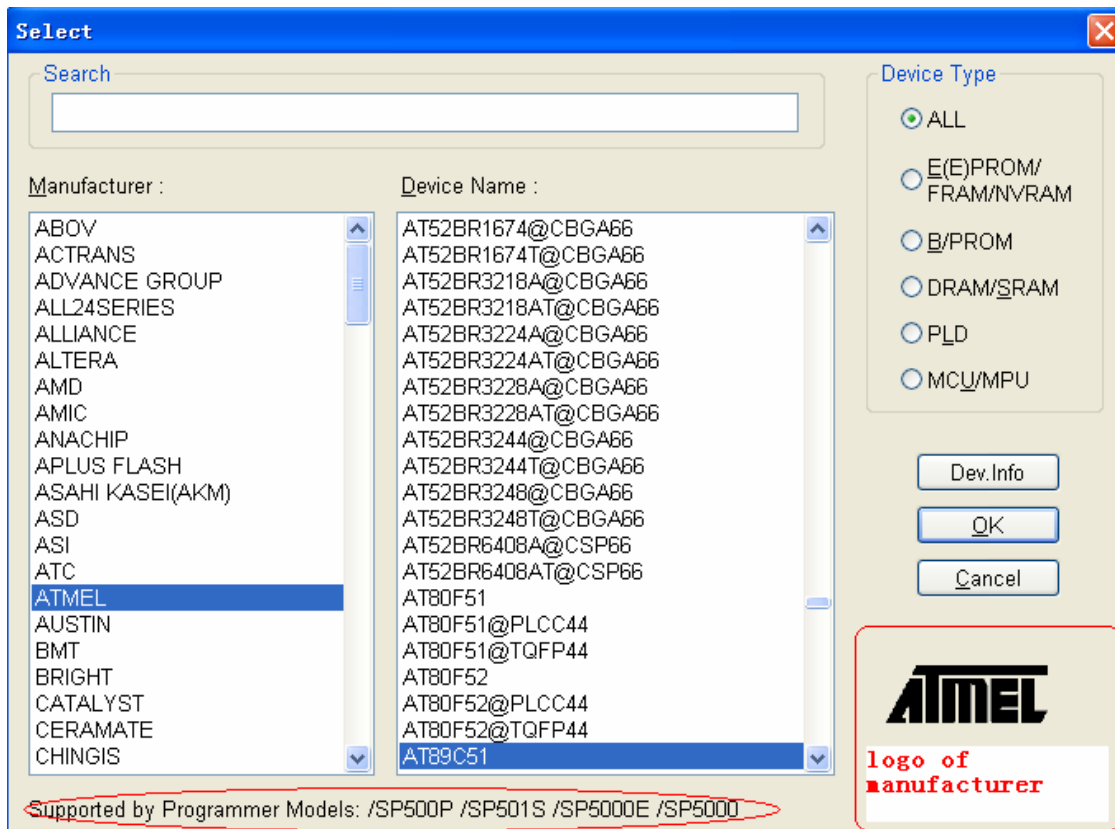 Select
Search
Manufacturer :
ABOV
ACTRANS
ADVANCE GROUP
ALL24SERIES
ALLIANCE
ALTERA
AMD
AMIC
ANACHIP
APLUS FLASH
ASAHI KASEI(AKM)
ASD
ASI
ATC
ATMEL
AUSTIN
BMT
BRIGHT
CATALYST
CERAMATE
CHINGIS
Device Name :
AT52BR1674@CBGA66
AT52BR1674T@CBGA66
AT52BR3218A@CBGA66
AT52BR3218AT@CBGA66
AT52BR3224A@CBGA66
AT52BR3224AT@CBGA66
AT52BR3228A@CBGA66
AT52BR3228AT@CBGA66
AT52BR3244@CBGA66
AT52BR3244T@CBGA66
AT52BR3248@CBGA66
AT52BR3248T@CBGA66
AT52BR6408A@CSP66
AT52BR6408AT@CSP66
AT80F51
AT80F51@PLCC44
AT80F51@TQFP44
AT80F52
AT80F52@PLCC44
AT80F52@TQFP44
AT89C51
Device Type
ALL
E(E)PROM/
FRAM/NVRAM
B/PROM
DRAM/SRAM
PLD
MCU/MPU
Dev.Info
OK
Cancel
ATMEL
logo of
manufacturer
Supported by Programmer Models: /SP500P /SP501S /SP5000E /SP5000